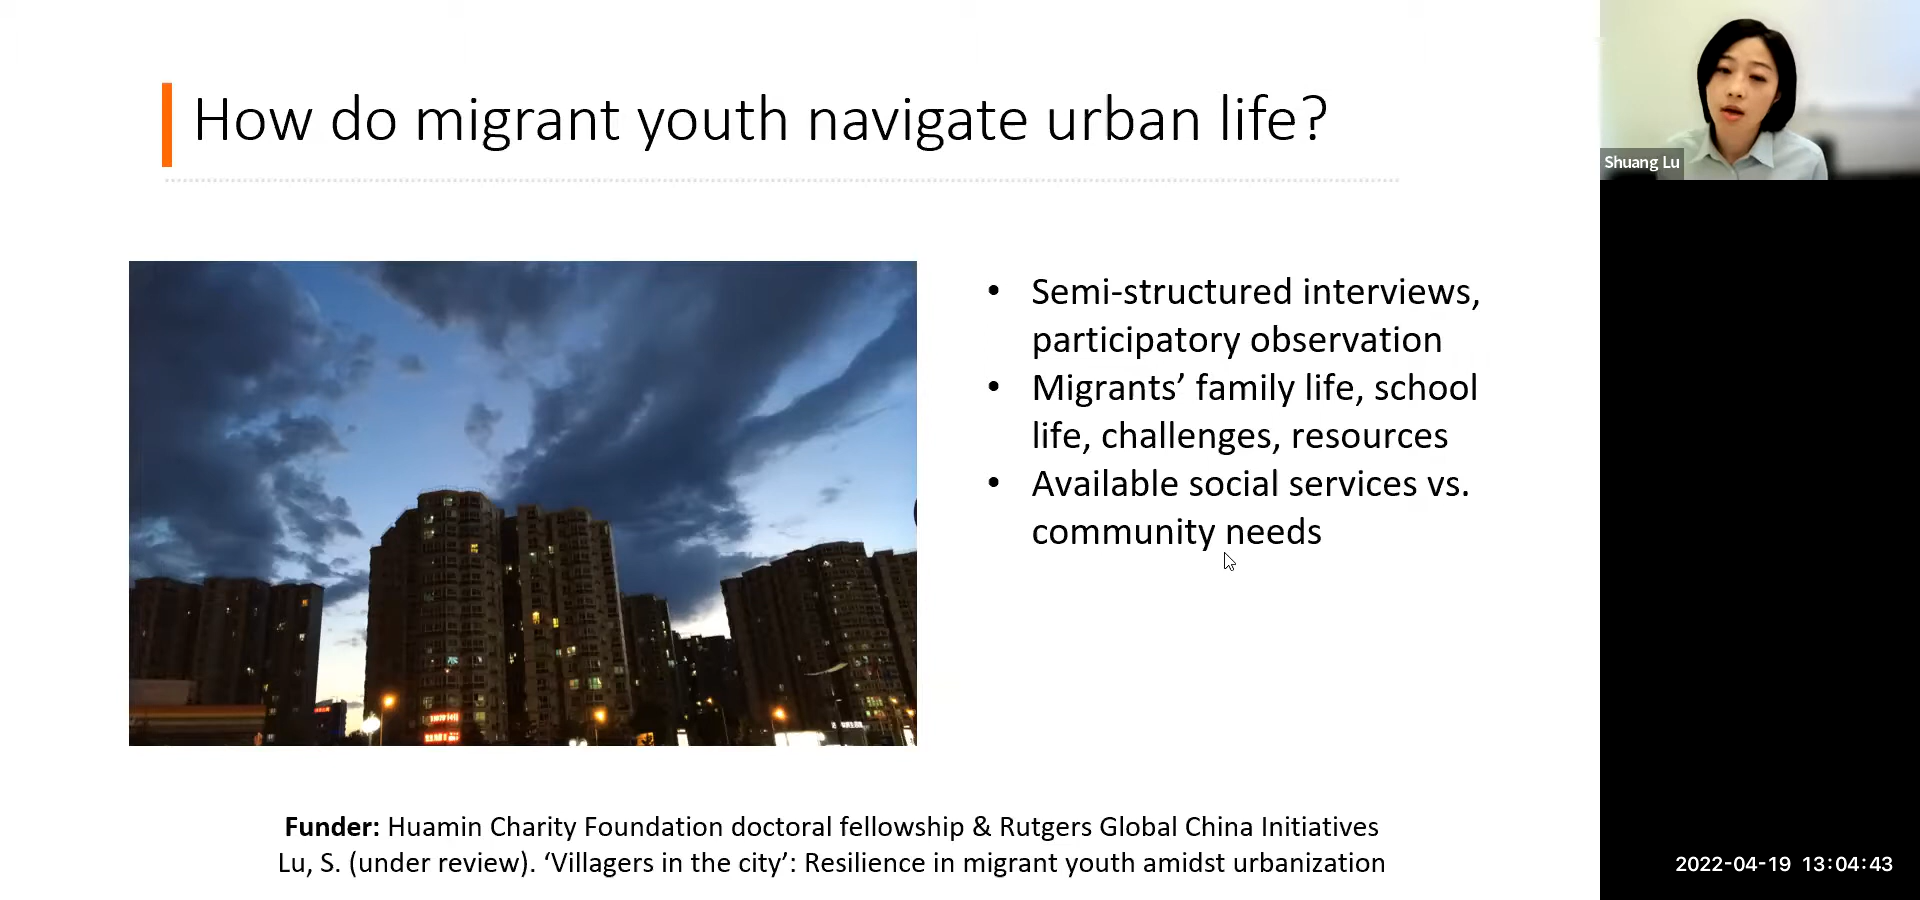 How do migrant youth navigate urban life?
• Semi-structured interviews,
participatory observation
• Migrants’ family life, school
life, challenges, resources
• Available social services vs.
community needs
Funder: Huamin Charity Foundation doctoral fellowship & Rutgers Global China Initiatives
Lu, S. (under review). ‘Villagers in the city’: Resilience in migrant youth amidst urbanization
Shuang Lu
2022-04-19 13:04:43